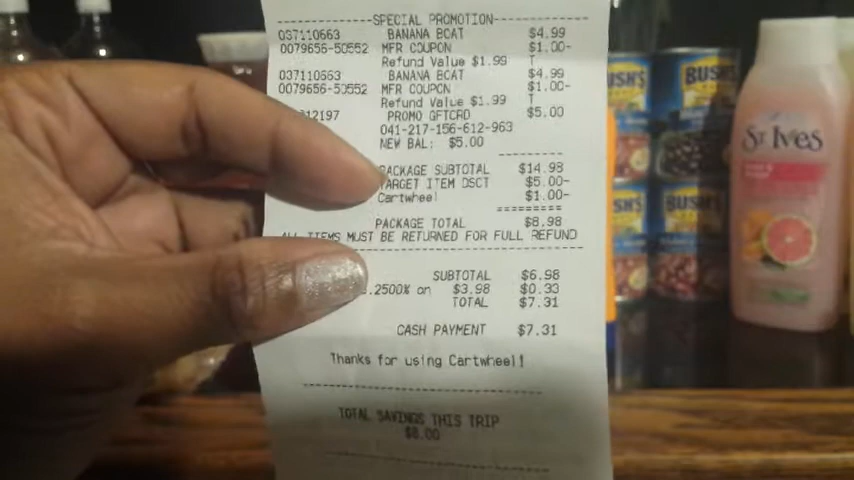 SPECIAL PROMOTION
037110663 BANANA BOAT $4.99
0079656-50552 MFR COUPON $1.00-
Refund Value $1.99 T
037110663 BANANA BOAT $4.99
0079656-50552 MFR COUPON $1.00-
Refund Value $1.99 T
12197 PROMO GFTCRD $5.00
041-217-156-612-963
NEW BAL: $5.00
PACKAGE SUBTOTAL $14.98
TARGET ITEM DSCT $5.00-
Cartwheel $1.00-
PACKAGE TOTAL $8.98
ALL ITEMS MUST BE RETURNED FOR FULL REFUND
SUBTOTAL $6.98
.2500% on $3.98 $0.33
TOTAL $7.31
CASH PAYMENT $7.31
Thanks for using Cartwheel!
TOTAL SAVINGS THIS TRIP
$8.00
BUSH'S
BUSH'S
BUSH'S
BUSH'S
St Ives